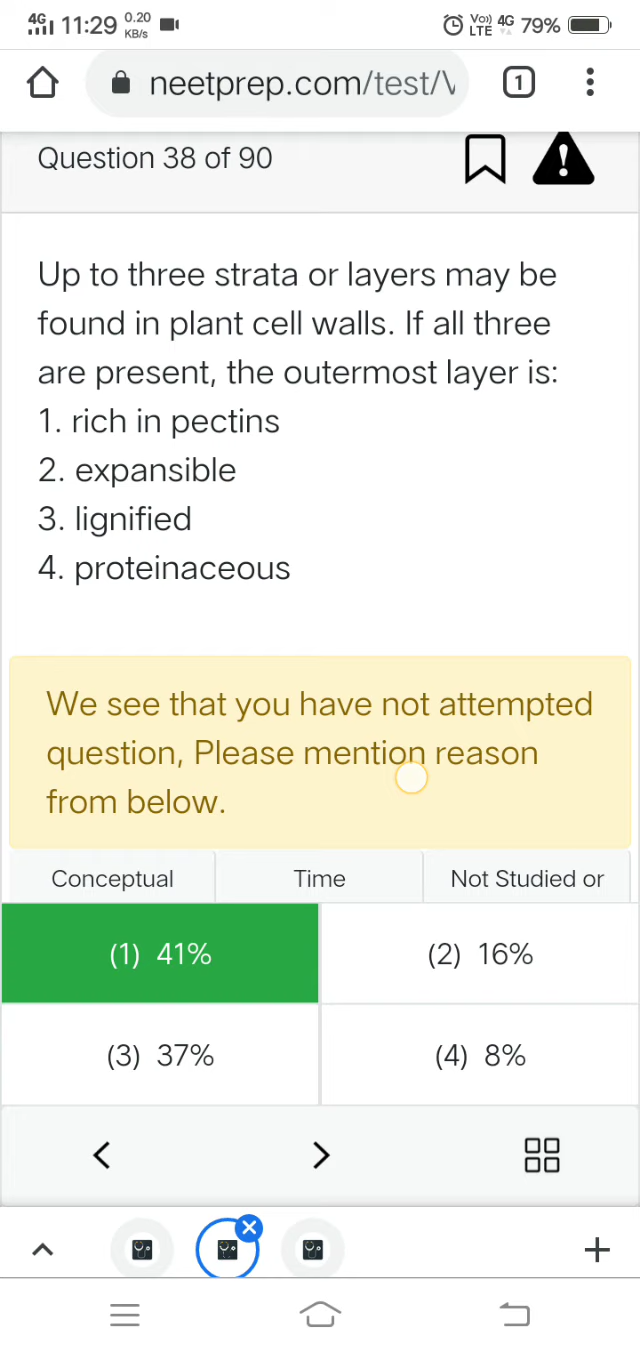 4G 11:29 0.20 KB/s VoD LTE 4G 79%
neetprep.com/test/V 1
Question 38 of 90
Up to three strata or layers may be
found in plant cell walls. If all three
are present, the outermost layer is:
1. rich in pectins
2. expansible
3. lignified
4. proteinaceous
We see that you have not attempted
question, Please mention reason
from below.
Conceptual Time Not Studied or
(1) 41% (2) 16%
(3) 37% (4) 8%